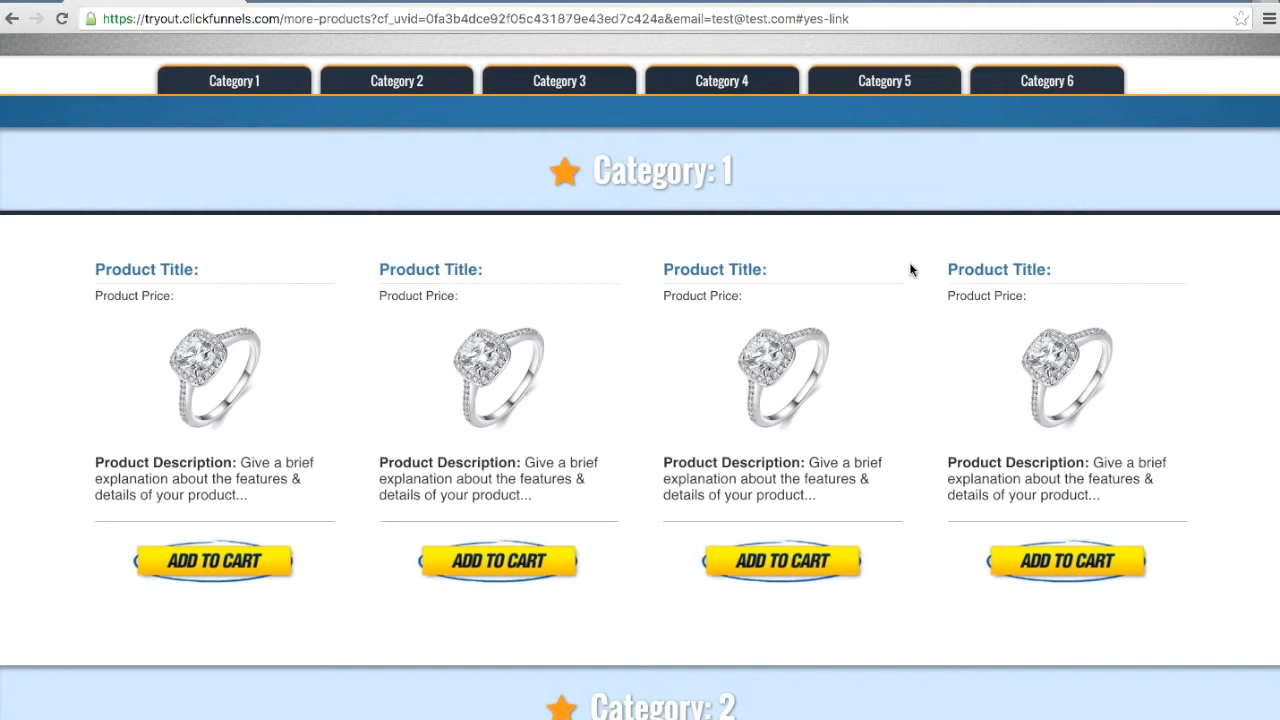 https://tryout.clickfunnels.com/more-products?cf_uvid=0fa3b4dce92f05c431879e43ed7c424a&email=test@test.com#yes-link
Category 1 Category 2 Category 3 Category 4 Category 5 Category 6
Category: 1
Product Title: Product Title: Product Title: Product Title:
Product Price: Product Price: Product Price: Product Price:
Product Description: Give a brief Product Description: Give a brief Product Description: Give a brief Product Description: Give a brief
explanation about the features & explanation about the features & explanation about the features & explanation about the features &
details of your product... details of your product... details of your product... details of your product...
ADD TO CART ADD TO CART ADD TO CART ADD TO CART
Category: 2